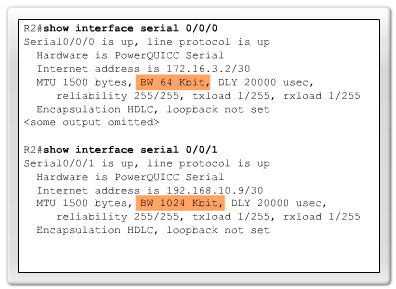 R2#show interface serial 0/0/0
Serial0/0/0 is up, line protocol is up
Hardware is PowerQUICC Serial
Internet address is 172.16.3.2/30
MTU 1500 bytes, BW 64 Kbit, DLY 20000 usec,
reliability 255/255, txload 1/255, rxload 1/255
Encapsulation HDLC, loopback not set
<some output omitted>
R2#show interface serial 0/0/1
Serial0/0/1 is up, line protocol is up
Hardware is PowerQUICC Serial
Internet address is 192.168.10.9/30
MTU 1500 bytes, BW 1024 Kbit, DLY 20000 usec,
reliability 255/255, txload 1/255, rxload 1/255
Encapsulation HDLC, loopback not set